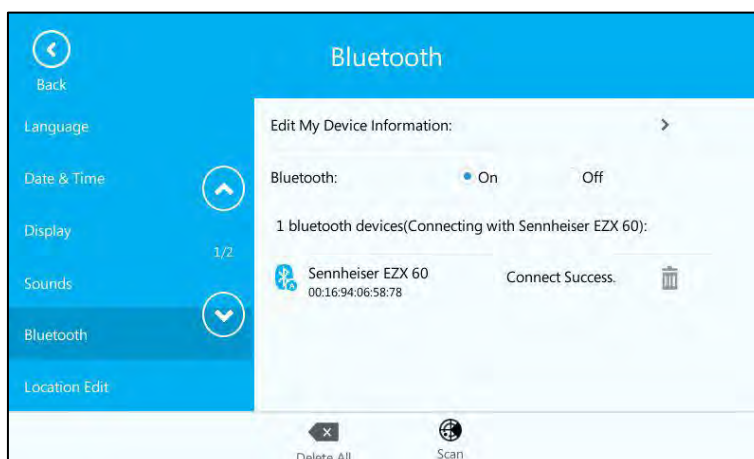 Bluetooth
Back
Language
Date & Time
Display
1/2
Sounds
Bluetooth
Location Edit
Edit My Device Information:
Bluetooth: On Off
1 bluetooth devices(Connecting with Sennheiser EZX 60):
Sennheiser EZX 60 Connect Success.
00:16:94:06:58:78
Delete All Scan